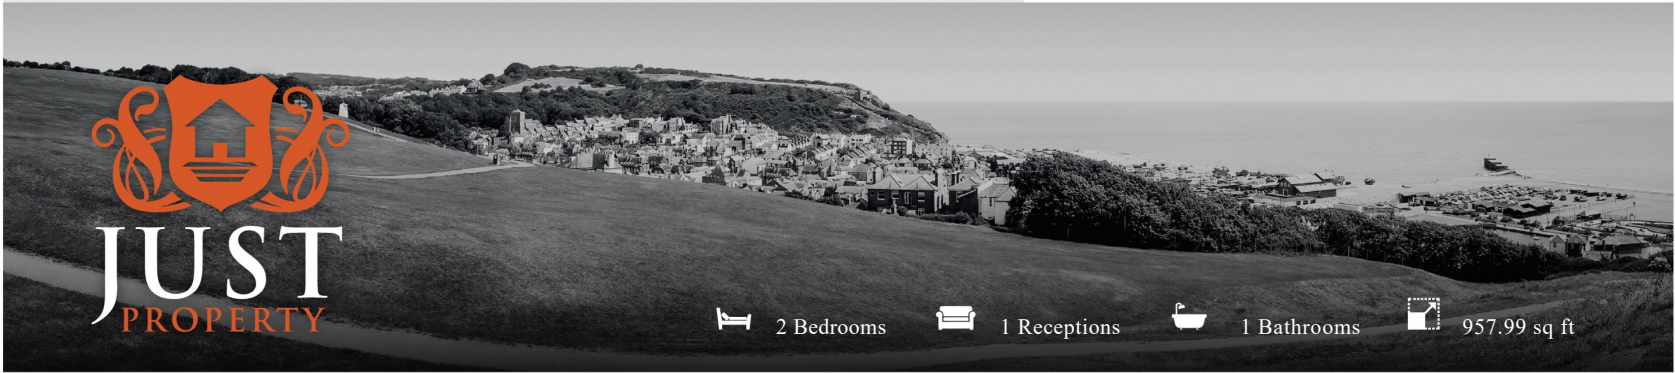 JUST
PROPERTY
2 Bedrooms
1 Receptions
1 Bathrooms
957.99 sq ft